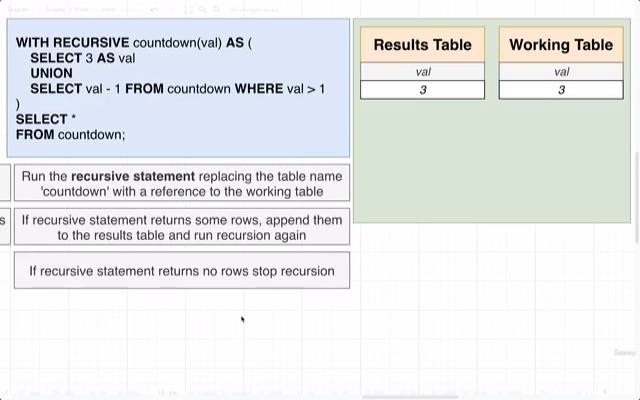 WITH RECURSIVE countdown(val) AS (
SELECT 3 AS val
UNION
SELECT val - 1 FROM countdown WHERE val > 1
)
SELECT *
FROM countdown;
Results Table
val
3
Working Table
val
3
Run the recursive statement replacing the table name
'countdown' with a reference to the working table
s
If recursive statement returns some rows, append them
to the results table and run recursion again
If recursive statement returns no rows stop recursion